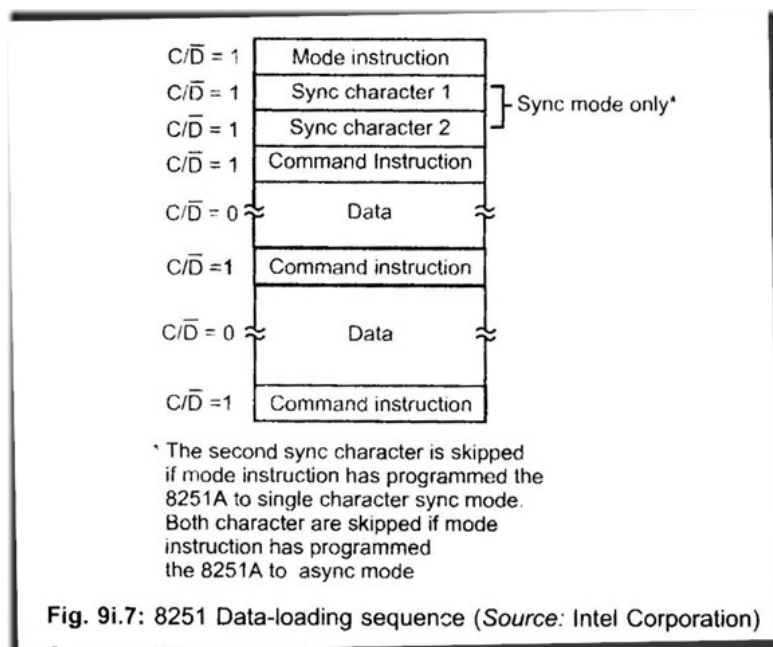 C/D̅ = 1 Mode instruction
C/D̅ = 1 Sync character 1
Sync mode only*
C/D̅ = 1 Sync character 2
C/D̅ = 1 Command Instruction
C/D̅ = 0 Data
C/D̅ =1 Command instruction
C/D̅ = 0 Data
C/D̅ =1 Command instruction
* The second sync character is skipped
if mode instruction has programmed the
8251A to single character sync mode.
Both character are skipped if mode
instruction has programmed
the 8251A to async mode
Fig. 9i.7: 8251 Data-loading sequence (Source: Intel Corporation)